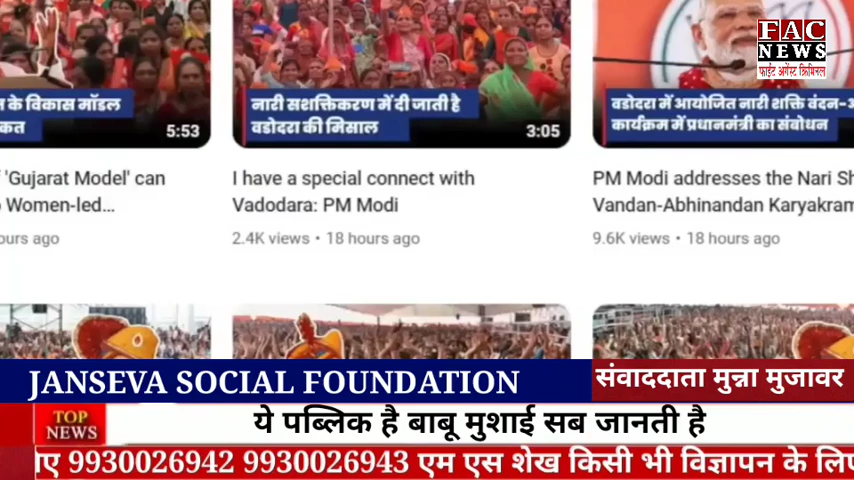 FAC
NEWS
फाईट अगेंस्ट क्रिमिनल
के विकास मॉडल
5:53
नारी सशक्तिकरण में दी जाती है
वडोदरा की मिसाल
3:05
वडोदरा में आयोजित नारी शक्ति वंदन-अ
कार्यक्रम में प्रधानमंत्री का संबोधन
'Gujarat Model' can
Women-led...
ours ago
I have a special connect with
Vadodara: PM Modi
2.4K views • 18 hours ago
PM Modi addresses the Nari Sh
Vandan-Abhinandan Karyakram
9.6K views • 18 hours ago
JANSEVA SOCIAL FOUNDATION
संवाददाता मुन्ना मुजावर
TOP
NEWS
ये पब्लिक है बाबू मुशाई सब जानती है
9930026942 9930026943 एम एस शेख किसी भी विज्ञापन के लिए